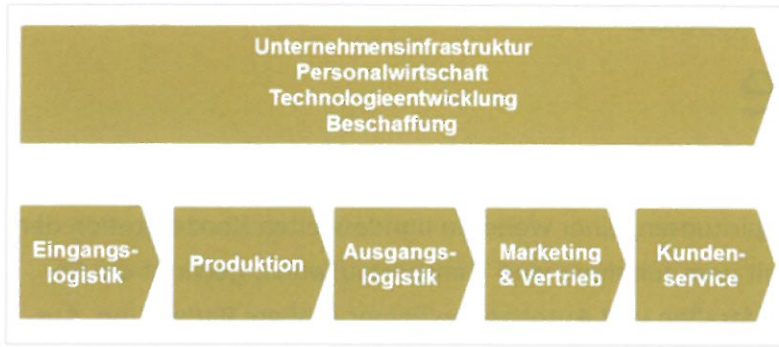 Unternehmensinfrastruktur
Personalwirtschaft
Technologieentwicklung
Beschaffung
Eingangs-
logistik
Produktion
Ausgangs-
logistik
Marketing
& Vertrieb
Kunden-
service